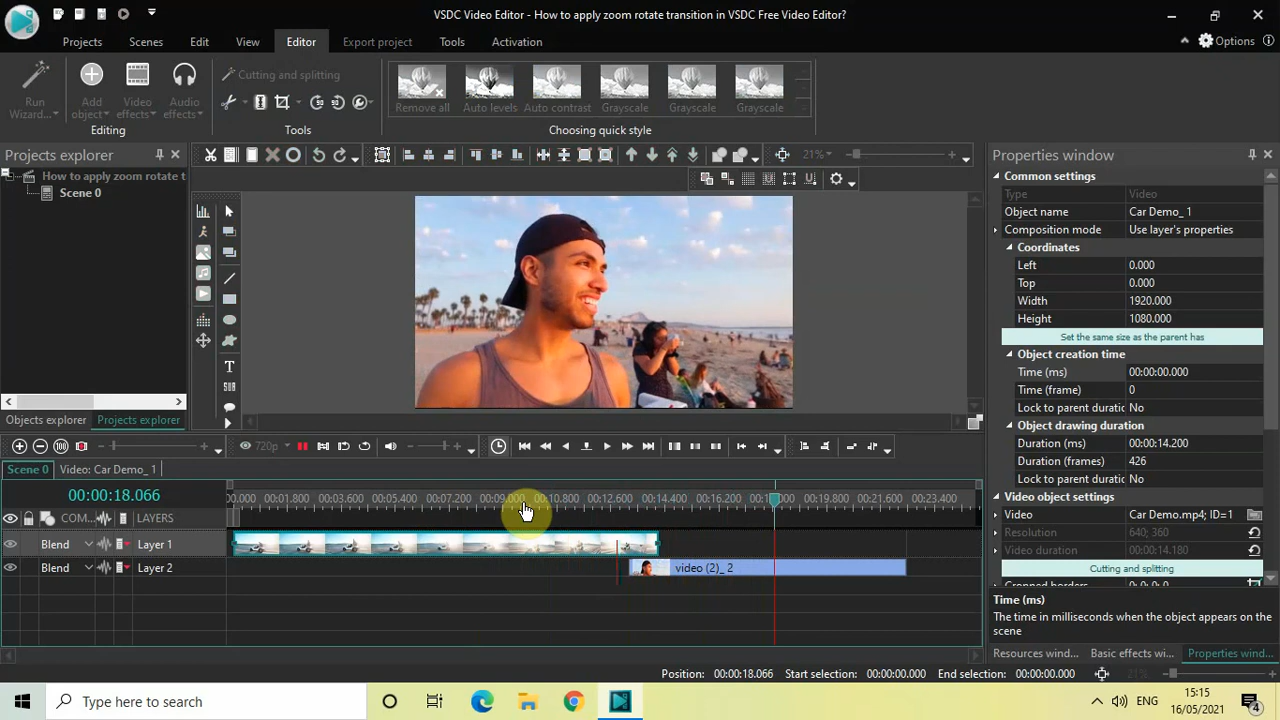 VSDC Video Editor - How to apply zoom rotate transition in VSDC Free Video Editor?
Projects Scenes Edit View Editor Export project Tools Activation
Options
Run Wizard...
Add object
Video effects
Audio effects
Editing
Cutting and splitting
Tools
Remove all Auto levels Auto contrast Grayscale Grayscale Grayscale
Choosing quick style
Projects explorer
How to apply zoom rotate t
Scene 0
Objects explorer Projects explorer
21%
Properties window
Common settings
Type Video
Object name Car Demo_ 1
Composition mode Use layer's properties
Coordinates
Left 0.000
Top 0.000
Width 1920.000
Height 1080.000
Set the same size as the parent has
Object creation time
Time (ms) 00:00:00.000
Time (frame) 0
Lock to parent duratic No
Object drawing duration
Duration (ms) 00:00:14.200
Duration (frames) 426
Lock to parent duratic No
Video object settings
Video Car Demo.mp4; ID=1
Resolution 640; 360
Video duration 00:00:14.180
Cutting and splitting
Cropped borders 0; 0; 0; 0
Time (ms)
The time in milliseconds when the object appears on the scene
Resources wind... Basic effects wi... Properties wind...
720p
Scene 0 Video: Car Demo_ 1
00:00:18.066
0.000 00:01.800 00:03.600 00:05.400 00:07.200 00:09.000 00:10.800 00:12.600 00:14.400 00:16.200 00:19.800 00:21.600 00:23.400
COM... LAYERS
Blend Layer 1
Blend Layer 2
video (2)_ 2
Position: 00:00:18.066 Start selection: 00:00:00.000 End selection: 00:00:00.000 21%
Type here to search
ENG
15:15
16/05/2021
4